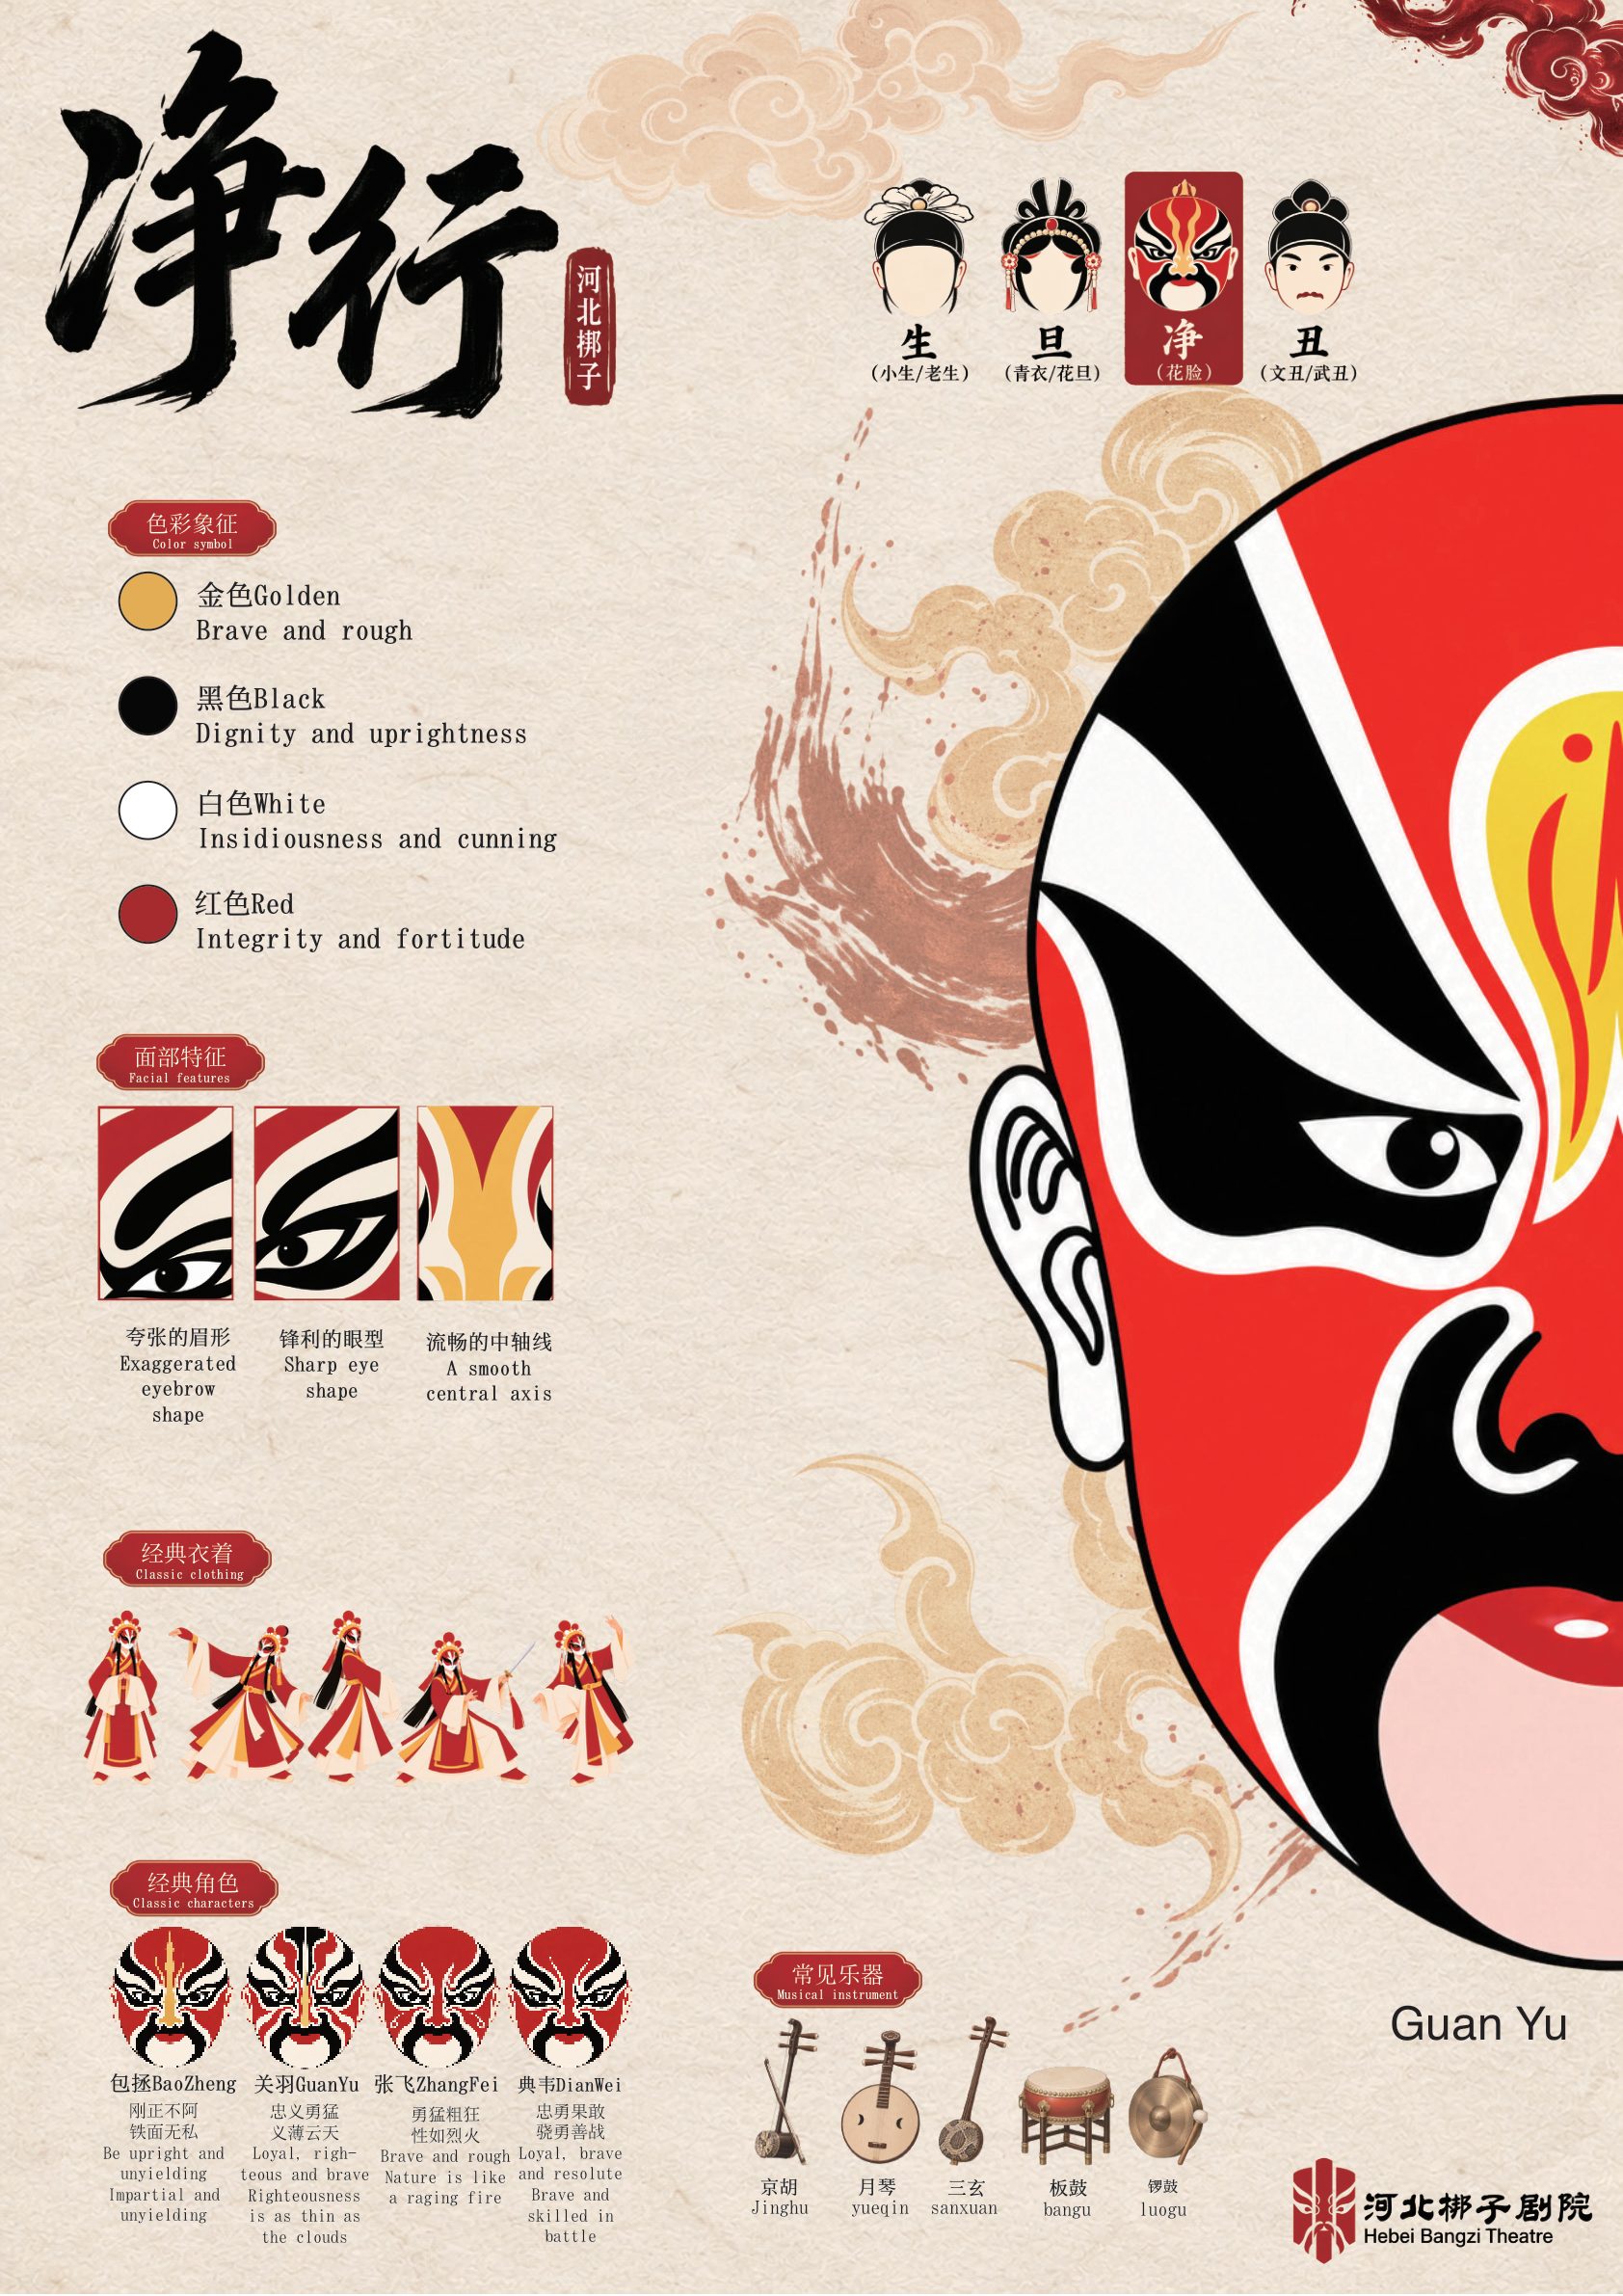 净行
河北梆子
生
（小生/老生）
旦
（青衣/花旦）
净
（花脸）
丑
（文丑/武丑）
色彩象征
Color symbol
金色Golden
Brave and rough
黑色Black
Dignity and uprightness
白色White
Insidiousness and cunning
红色Red
Integrity and fortitude
面部特征
Facial features
夸张的眉形
Exaggerated
eyebrow
shape
锋利的眼型
Sharp eye
shape
流畅的中轴线
A smooth
central axis
经典衣着
Classic clothing
经典角色
Classic characters
包拯BaoZheng
刚正不阿
铁面无私
Be upright and
unyielding
Impartial and
unyielding
关羽GuanYu
忠义勇猛
义薄云天
Loyal, righ-
teous and brave
Righteousness
is as thin as
the clouds
张飞ZhangFei
勇猛粗狂
性如烈火
Brave and rough
Nature is like
a raging fire
典韦DianWei
忠勇果敢
骁勇善战
Loyal, brave
and resolute
Brave and
skilled in
battle
常见乐器
Musical instrument
京胡
Jinghu
月琴
yueqin
三玄
sanxuan
板鼓
bangu
锣鼓
luogu
Guan Yu
河北梆子剧院
Hebei Bangzi Theatre